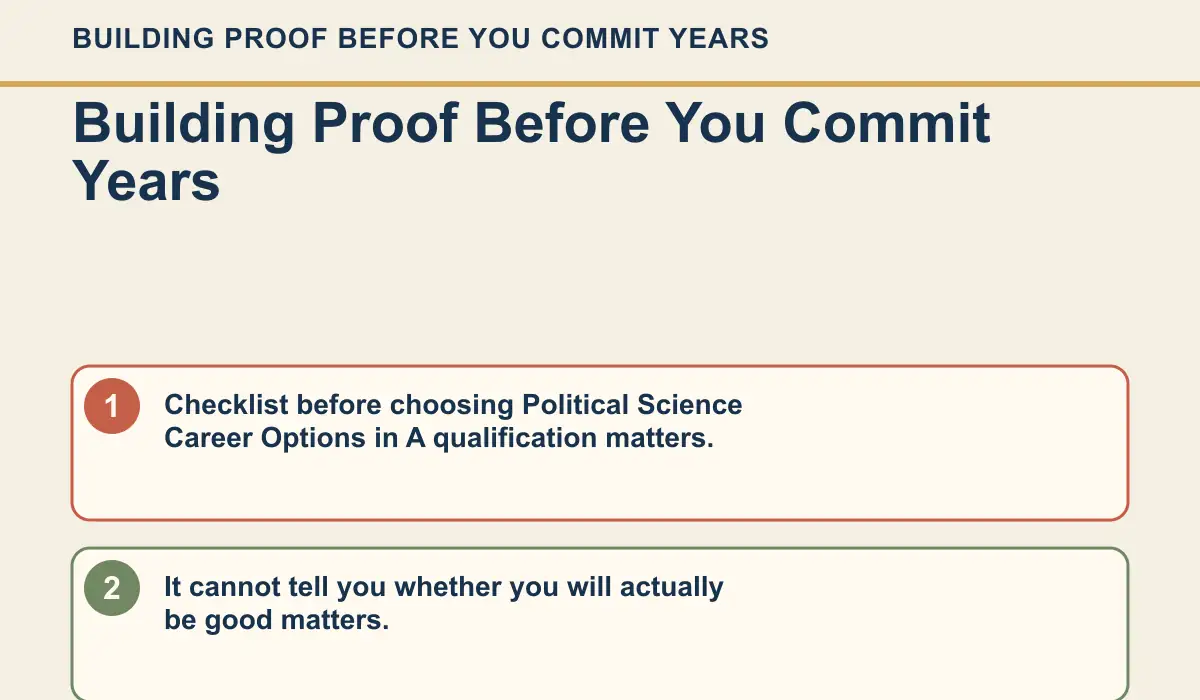 BUILDING PROOF BEFORE YOU COMMIT YEARS
Building Proof Before You Commit
Years
1
Checklist before choosing Political Science
Career Options in A qualification matters.
2
It cannot tell you whether you will actually
be good matters.